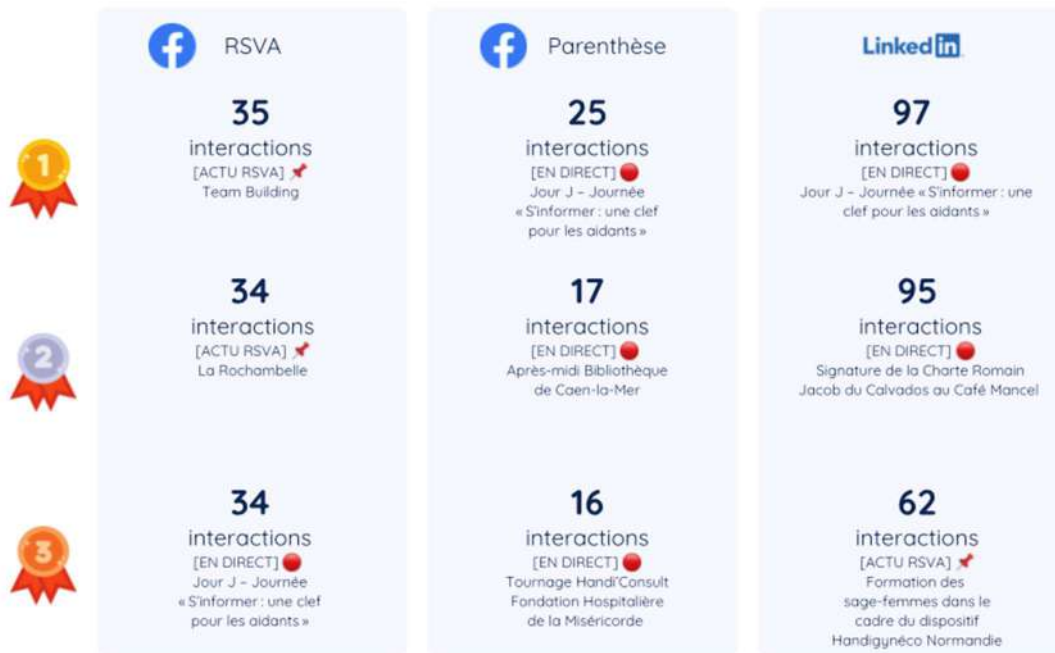 RSVA
35
interactions
[ACTU RSVA] 📌
Team Building
34
interactions
[ACTU RSVA] 📌
La Rochambelle
34
interactions
[EN DIRECT] 🔴
Jour J – Journée
« S'informer : une clef
pour les aidants »
Parenthèse
25
interactions
[EN DIRECT] 🔴
Jour J – Journée
« S'informer : une clef
pour les aidants »
17
interactions
[EN DIRECT] 🔴
Après-midi Bibliothèque
de Caen-la-Mer
16
interactions
[EN DIRECT] 🔴
Tournage Handi'Consult
Fondation Hospitalière
de la Miséricorde
Linked in
97
interactions
[EN DIRECT] 🔴
Jour J – Journée « S'informer : une
clef pour les aidants »
95
interactions
[EN DIRECT] 🔴
Signature de la Charte Romain
Jacob du Calvados au Café Mancel
62
interactions
[ACTU RSVA] 📌
Formation des
sage-femmes dans le
cadre du dispositif
Handigynéco Normandie
1
2
3